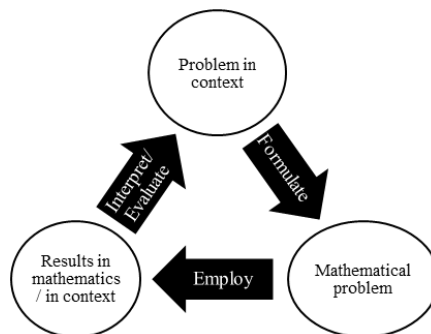 Problem in
context
Formulate
Mathematical
problem
Employ
Results in
mathematics
/ in context
Interpret/
Evaluate